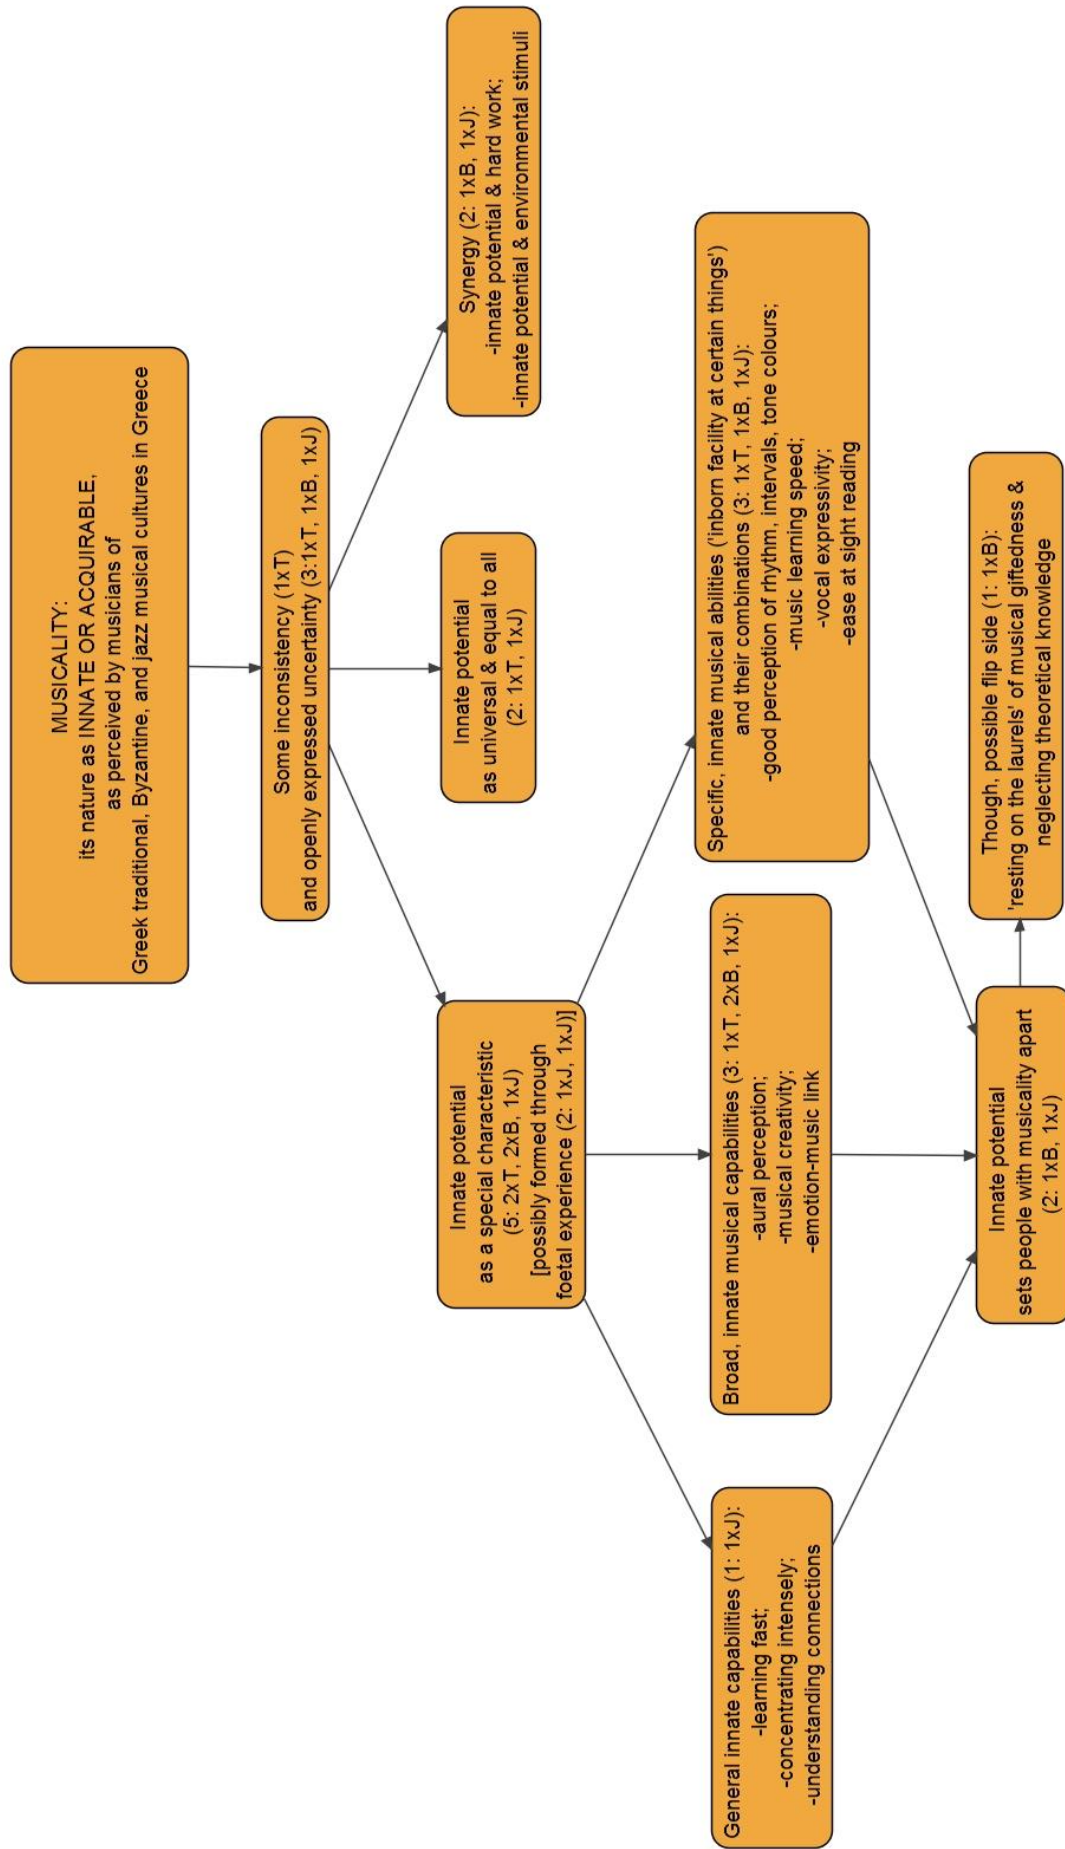 MUSICALITY:
its nature as INNATE OR ACQUIRABLE,
as perceived by musicians of
Greek traditional, Byzantine, and jazz musical cultures in Greece
Some inconsistency (1xT)
and openly expressed uncertainty (3:1xT, 1xB, 1xJ)
Innate potential
as a special characteristic
(5: 2xT, 2xB, 1xJ)
[possibly formed through
foetal experience (2: 1xJ, 1xJ)]
Innate potential
as universal & equal to all
(2: 1xT, 1xJ)
Synergy (2: 1xB, 1xJ):
-innate potential & hard work;
-innate potential & environmental stimuli
General innate capabilities (1: 1xJ):
-learning fast;
-concentrating intensely;
-understanding connections
Broad, innate musical capabilities (3: 1xT, 2xB, 1xJ):
-aural perception;
-musical creativity;
-emotion-music link
Specific, innate musical abilities ('inborn facility at certain things')
and their combinations (3: 1xT, 1xB, 1xJ):
-good perception of rhythm, intervals, tone colours;
-music learning speed;
-vocal expressivity;
-ease at sight reading
Innate potential
sets people with musicality apart
(2: 1xB, 1xJ)
Though, possible flip side (1: 1xB):
'resting on the laurels' of musical giftedness &
neglecting theoretical knowledge